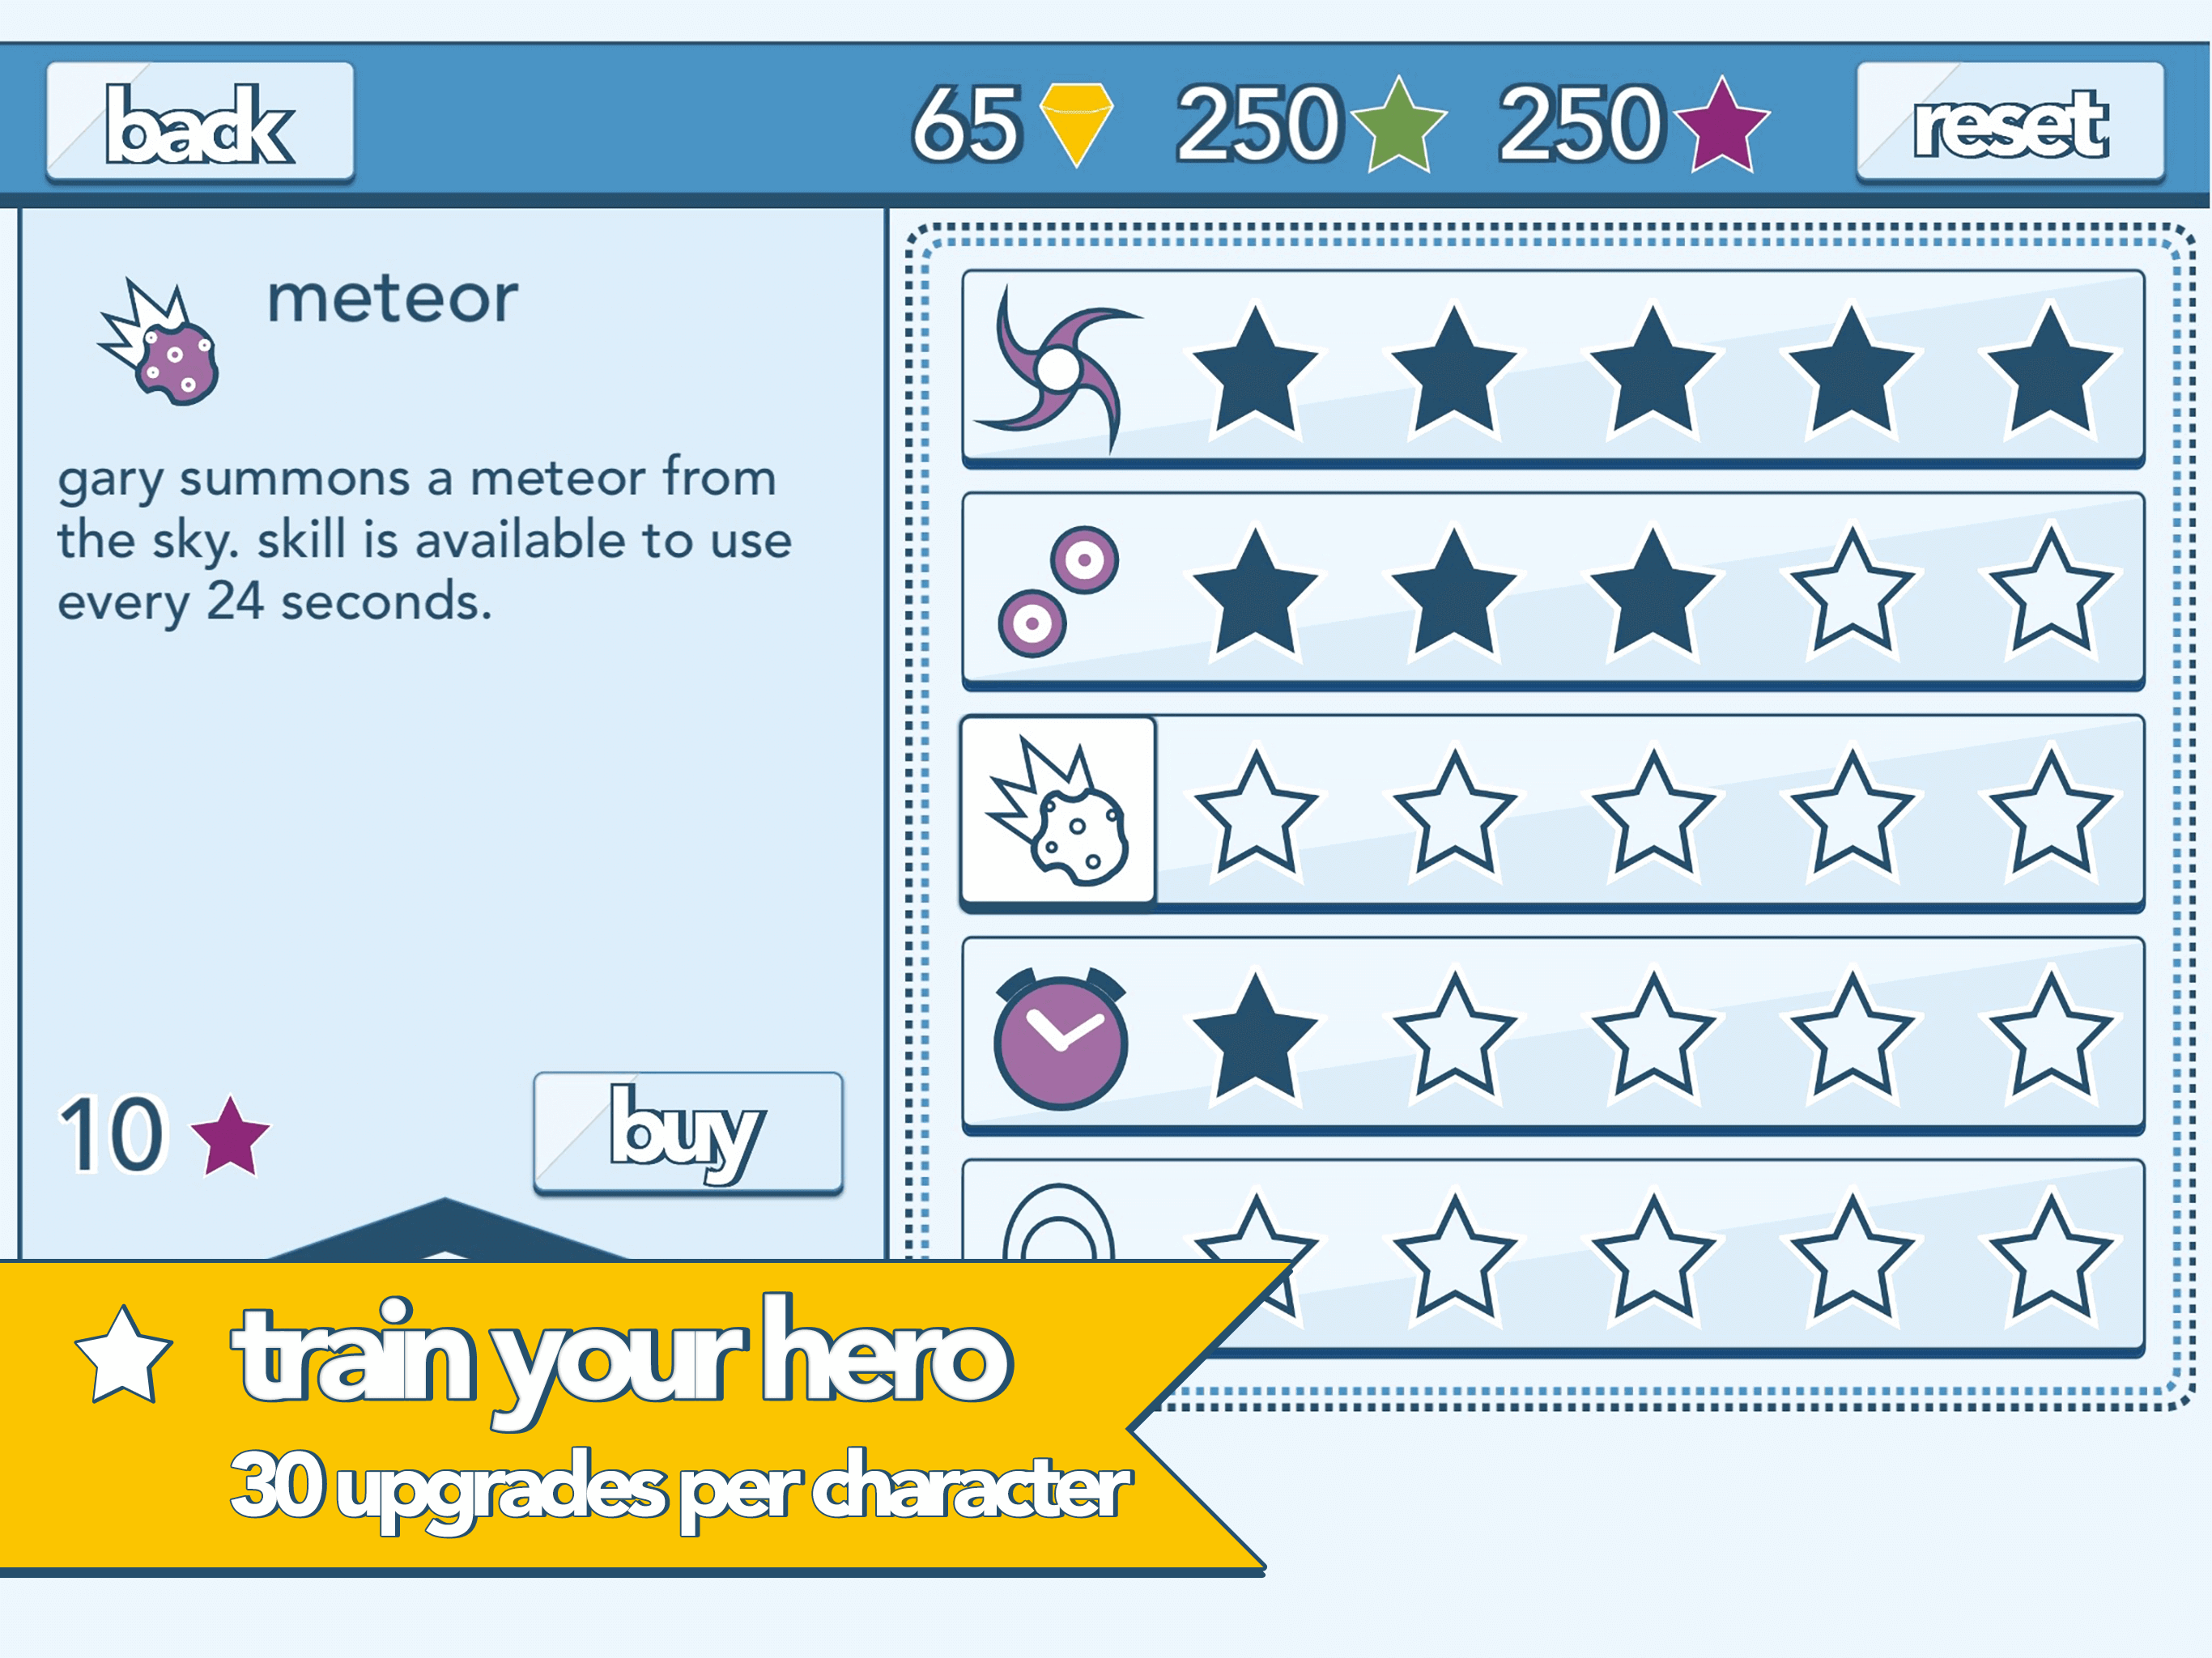 back
65
250
250
reset
meteor
gary summons a meteor from
the sky. skill is available to use
every 24 seconds.
10
buy
train your hero
30 upgrades per character